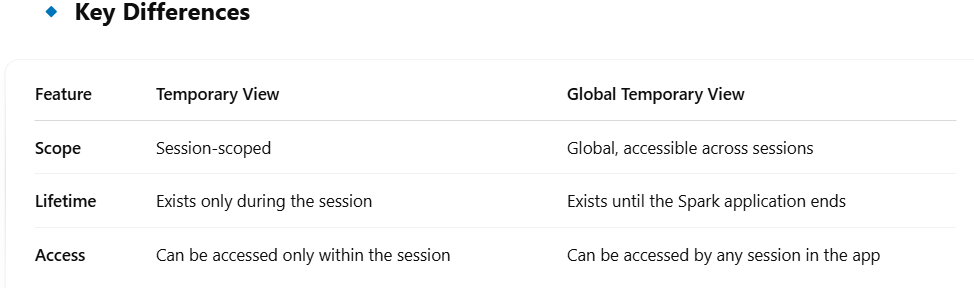 Key Differences
Feature Temporary View Global Temporary View
Scope Session-scoped Global, accessible across sessions
Lifetime Exists only during the session Exists until the Spark application ends
Access Can be accessed only within the session Can be accessed by any session in the app